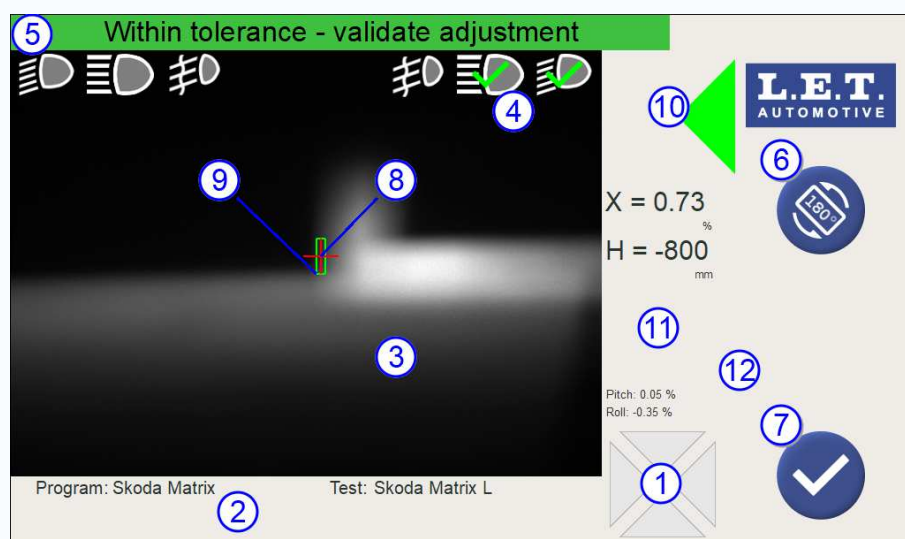 5
Within tolerance - validate adjustment
4
10
L.E.T.
AUTOMOTIVE
6
180°
9
8
X = 0.73
%
H = -800
mm
11
3
12
Pitch: 0.05 %
Roll: -0.35 %
7
1
Program: Skoda Matrix
Test: Skoda Matrix L
2